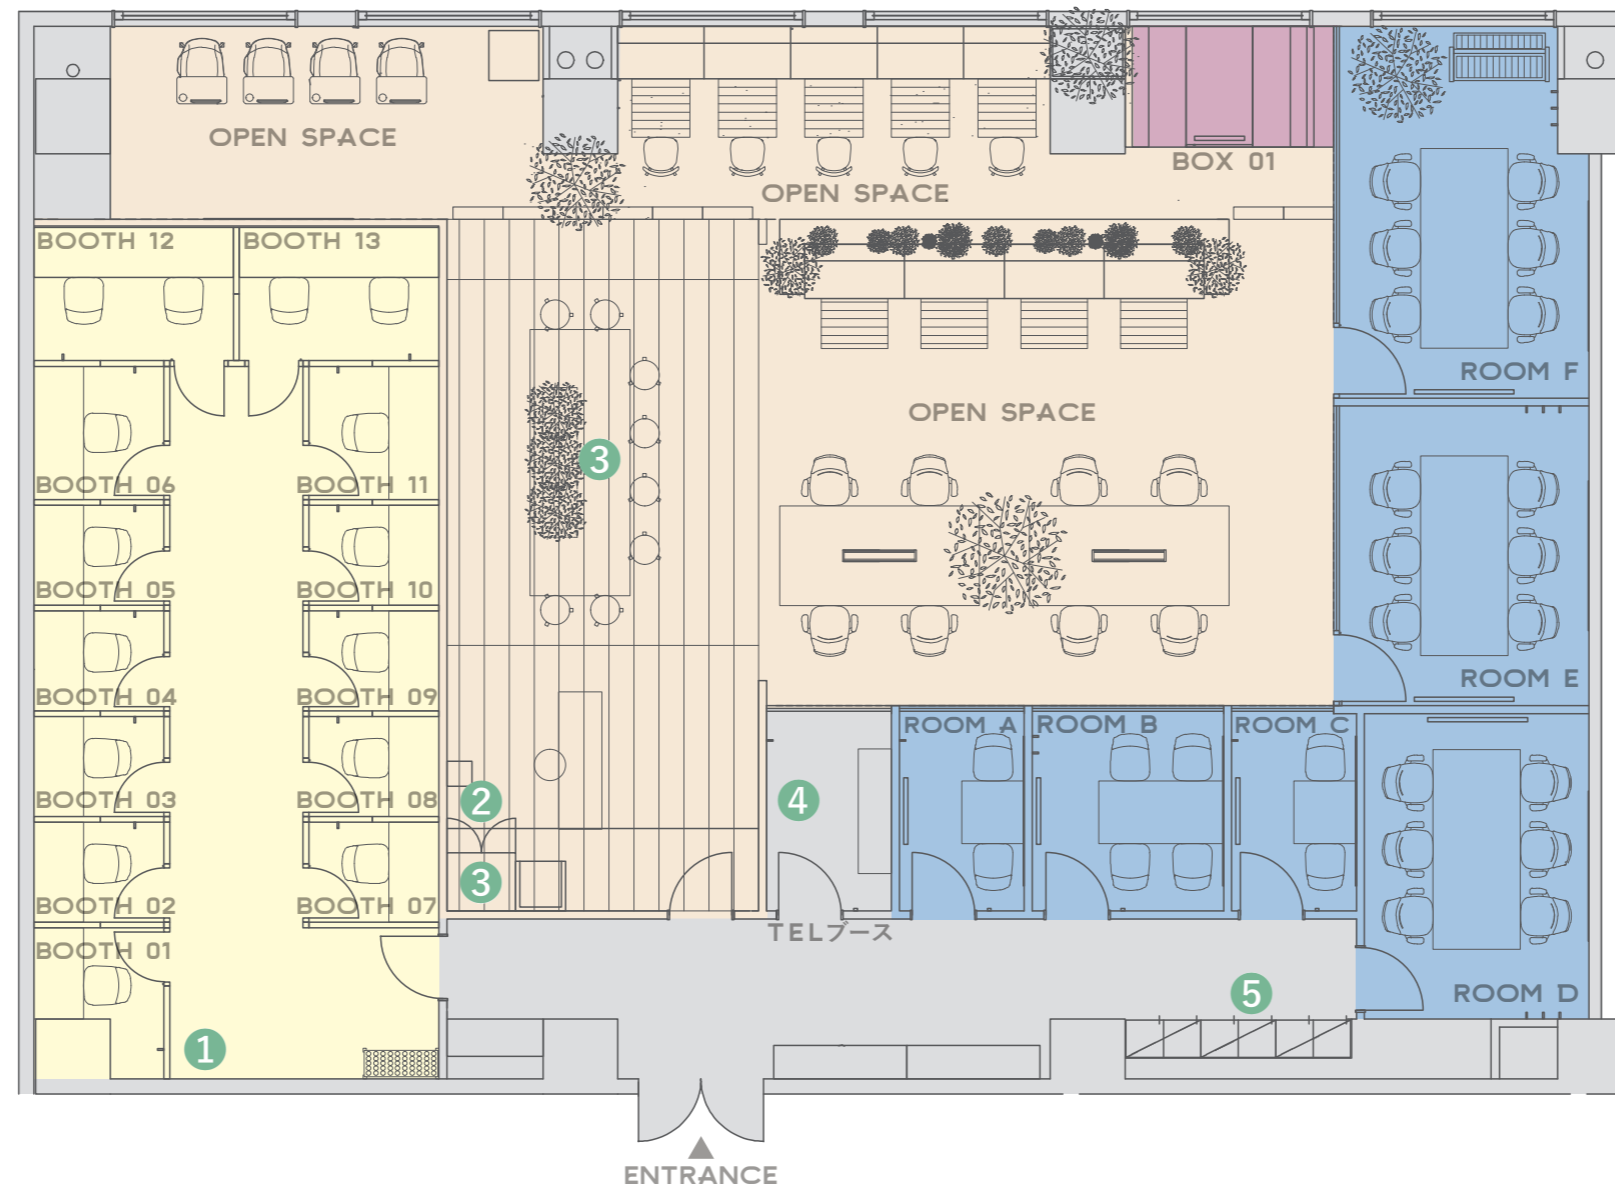 OPEN SPACE
BOX 01
OPEN SPACE
BOOTH 12
BOOTH 13
ROOM F
OPEN SPACE
3
BOOTH 06
BOOTH 11
BOOTH 05
BOOTH 10
ROOM E
BOOTH 04
BOOTH 09
ROOM A
ROOM B
ROOM C
2
4
BOOTH 03
BOOTH 08
3
BOOTH 02
BOOTH 07
TELブース
BOOTH 01
5
ROOM D
1
ENTRANCE